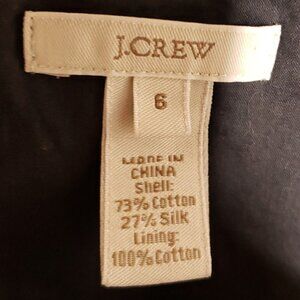 J.CREW
6
MADE IN
CHINA
Shell:
73% Cotton
27% Silk
Lining:
100% Cotton